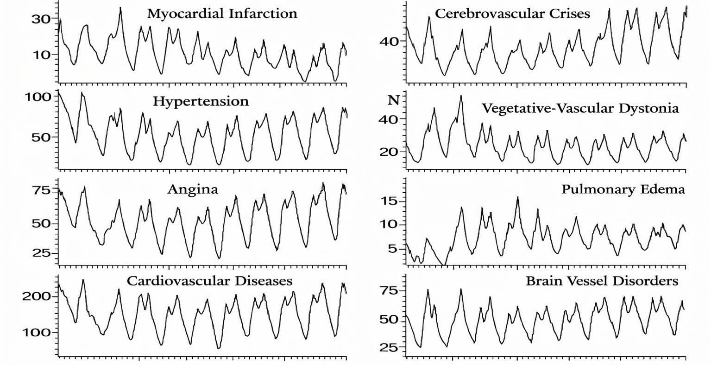 Myocardial Infarction
30
10
Hypertension
100
50
Angina
75
50
25
Cardiovascular Diseases
200
100
Cerebrovascular Crises
40
N
Vegetative-Vascular Dystonia
40
20
Pulmonary Edema
15
10
5
Brain Vessel Disorders
75
50
25